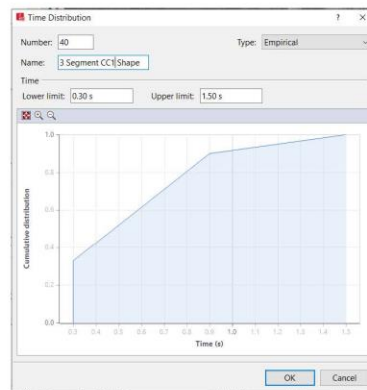 Time Distribution ? ×
Number: 40 Type: Empirical
Name: 3 Segment CC1 Shape
Time
Lower limit: 0.30 s Upper limit: 1.50 s
1.0
0.8
0.6
0.4
0.2
0.0
Cumulative distribution
0.3 0.4 0.5 0.6 0.7 0.8 0.9 1.0 1.1 1.2 1.3 1.4 1.5
Time (s)
OK Cancel